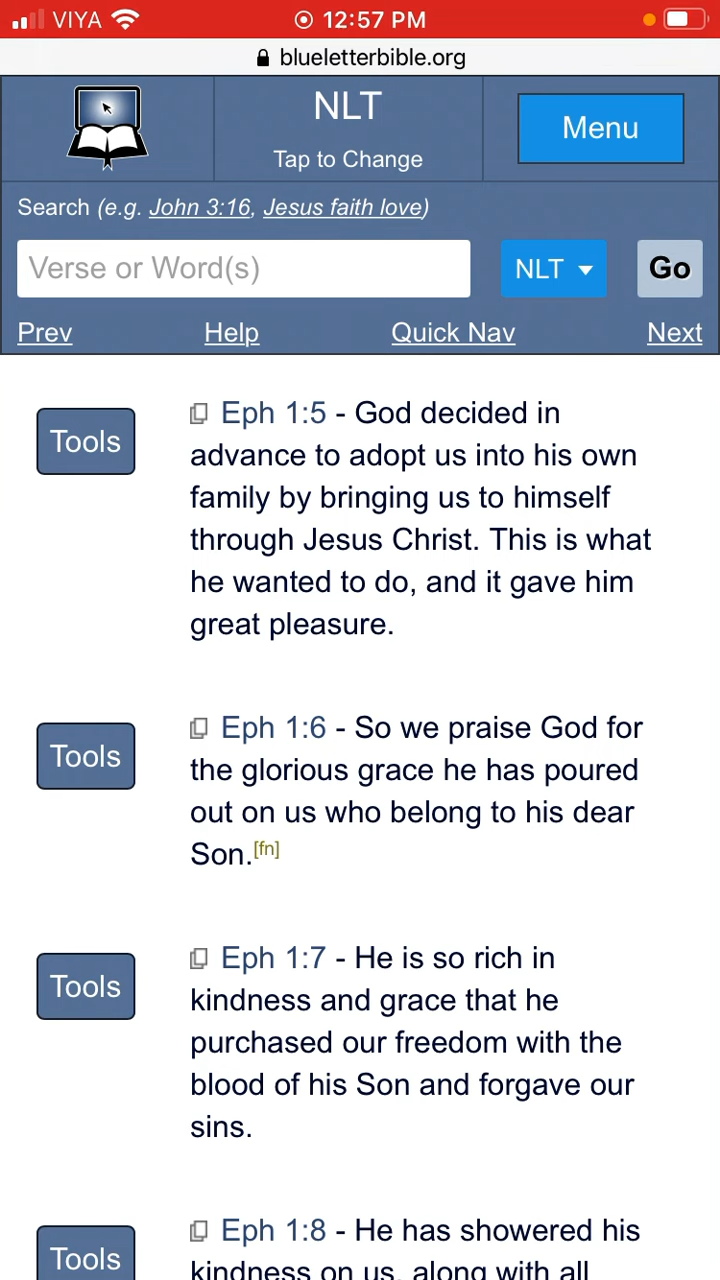 VIYA 12:57 PM
blueletterbible.org
NLT
Tap to Change
Menu
Search (e.g. John 3:16, Jesus faith love)
Verse or Word(s)
NLT
Go
Prev Help Quick Nav Next
Tools
Eph 1:5 - God decided in
advance to adopt us into his own
family by bringing us to himself
through Jesus Christ. This is what
he wanted to do, and it gave him
great pleasure.
Tools
Eph 1:6 - So we praise God for
the glorious grace he has poured
out on us who belong to his dear
Son.[fn]
Tools
Eph 1:7 - He is so rich in
kindness and grace that he
purchased our freedom with the
blood of his Son and forgave our
sins.
Tools
Eph 1:8 - He has showered his
kindness on us, along with all